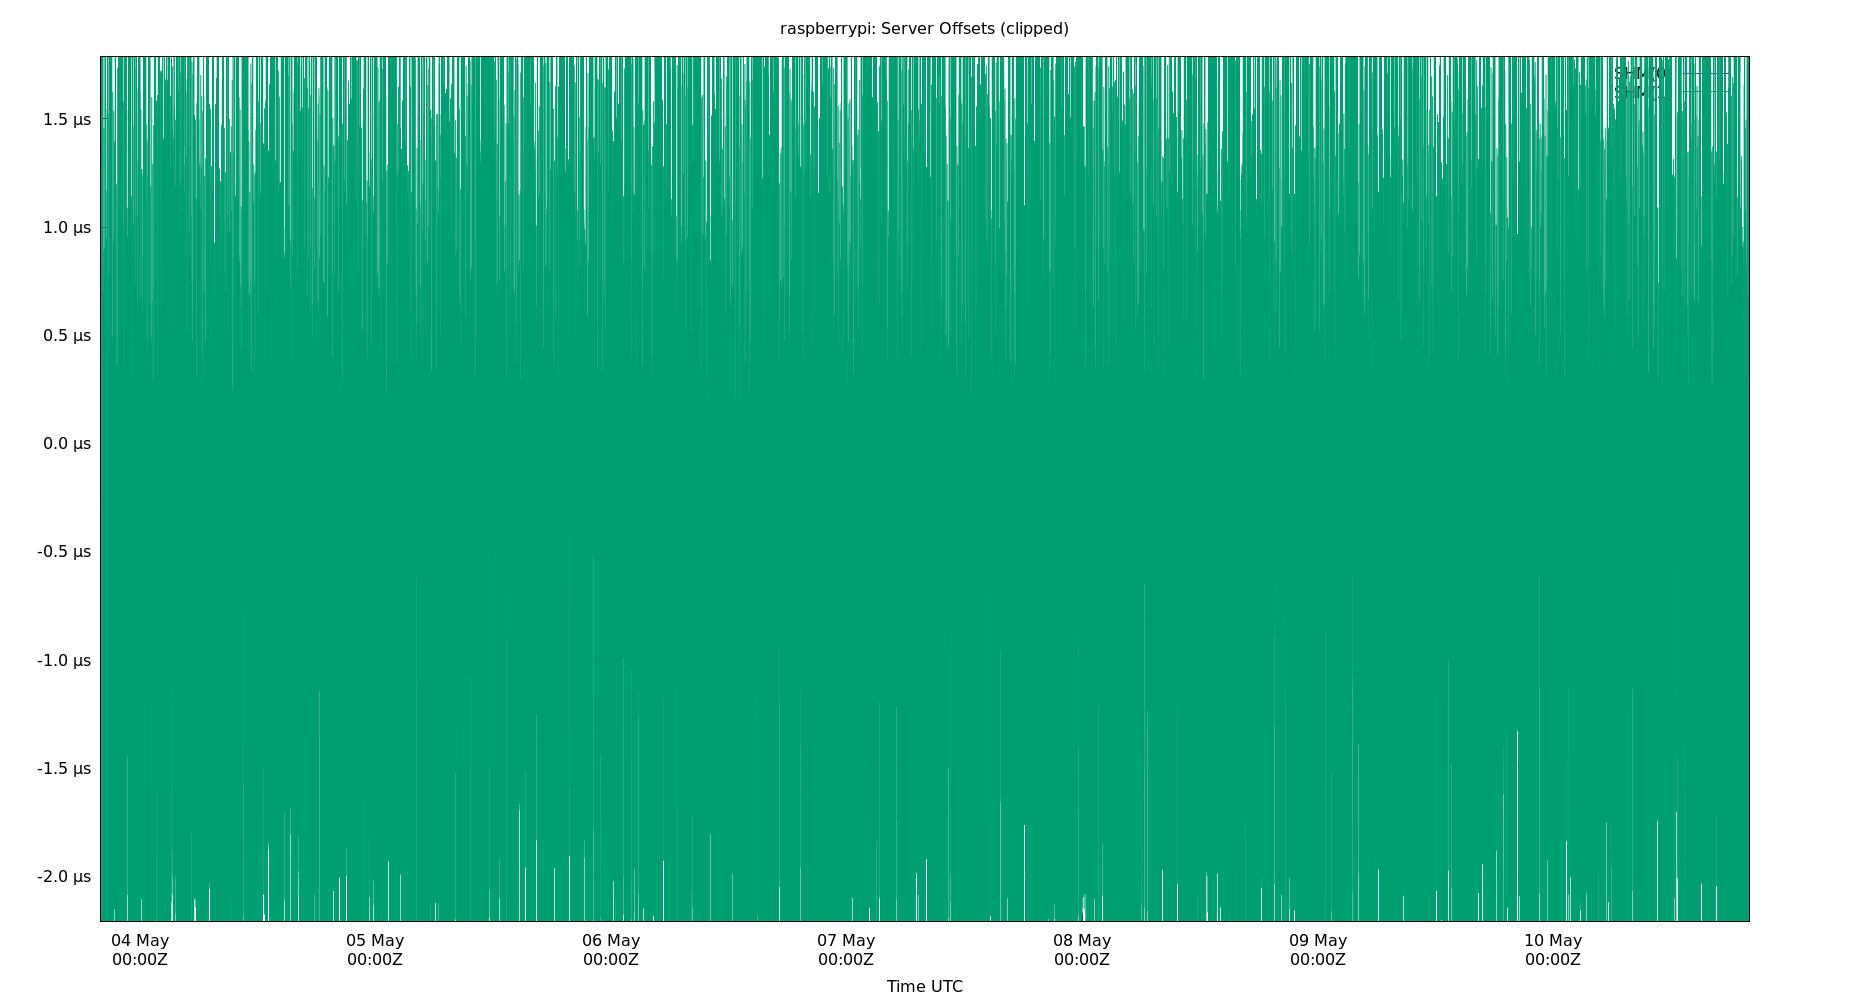 raspberrypi: Server Offsets (clipped)
1.5 µs
1.0 µs
0.5 µs
0.0 µs
-0.5 µs
-1.0 µs
-1.5 µs
-2.0 µs
04 May 00:00Z
05 May 00:00Z
06 May 00:00Z
07 May 00:00Z
08 May 00:00Z
09 May 00:00Z
10 May 00:00Z
Time UTC